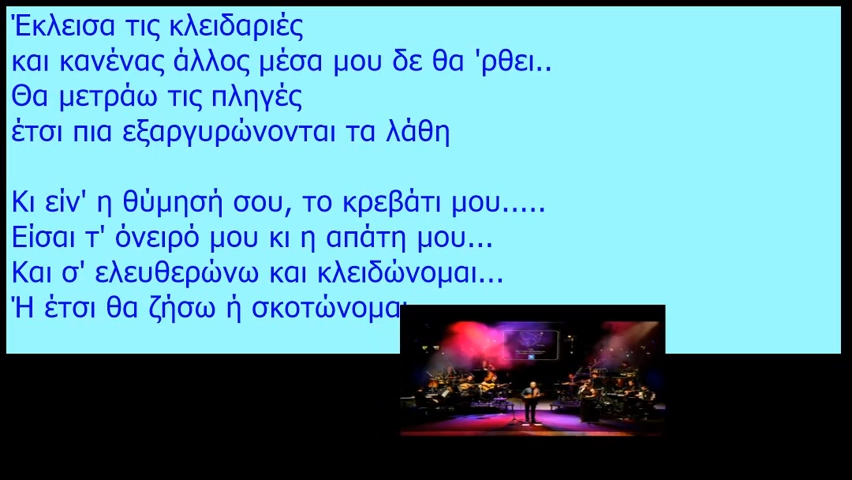 Έκλεισα τις κλειδαριές
και κανένας άλλος μέσα μου δε θα 'ρθει..
Θα μετράω τις πληγές
έτσι πια εξαργυρώνονται τα λάθη
Κι είν' η θύμησή σου, το κρεβάτι μου.....
Είσαι τ' όνειρό μου κι η απάτη μου...
Και σ' ελευθερώνω και κλειδώνομαι...
Ή έτσι θα ζήσω ή σκοτώνομαι